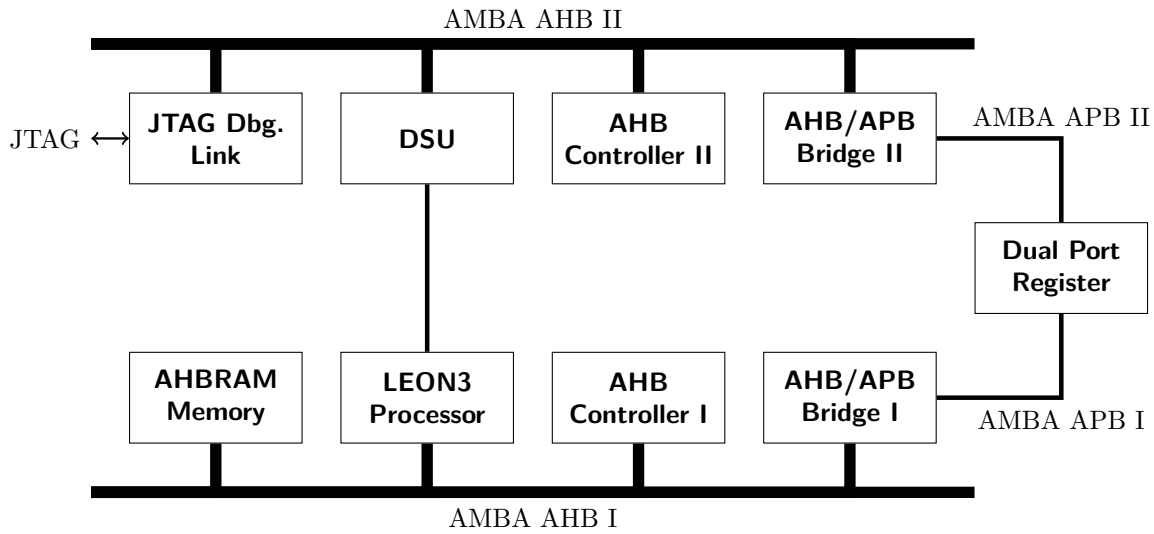 AMBA AHB II
JTAG
JTAG Dbg.
Link
DSU
AHB
Controller II
AHB/APB
Bridge II
AMBA APB II
Dual Port
Register
AHBRAM
Memory
LEON3
Processor
AHB
Controller I
AHB/APB
Bridge I
AMBA APB I
AMBA AHB I